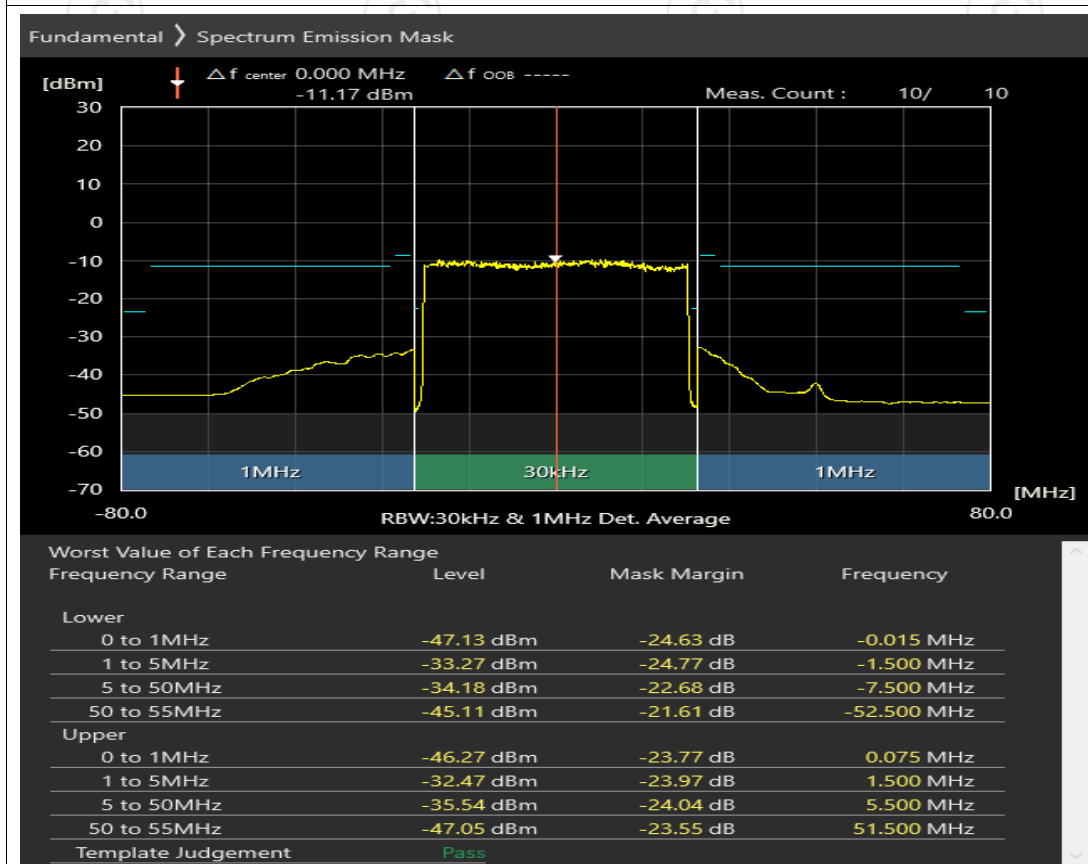 Fundamental ❯ Spectrum Emission Mask
[dBm] Δf center 0.000 MHz Δf OOB -----
-11.17 dBm Meas. Count : 10/ 10
30
20
10
0
-10
-20
-30
-40
-50
-60
1MHz 30kHz 1MHz
-70
[MHz]
-80.0 RBW:30kHz & 1MHz Det. Average 80.0
Worst Value of Each Frequency Range
Frequency Range Level Mask Margin Frequency
Lower
0 to 1MHz -47.13 dBm -24.63 dB -0.015 MHz
1 to 5MHz -33.27 dBm -24.77 dB -1.500 MHz
5 to 50MHz -34.18 dBm -22.68 dB -7.500 MHz
50 to 55MHz -45.11 dBm -21.61 dB -52.500 MHz
Upper
0 to 1MHz -46.27 dBm -23.77 dB 0.075 MHz
1 to 5MHz -32.47 dBm -23.97 dB 1.500 MHz
5 to 50MHz -35.54 dBm -24.04 dB 5.500 MHz
50 to 55MHz -47.05 dBm -23.55 dB 51.500 MHz
Template Judgement Pass